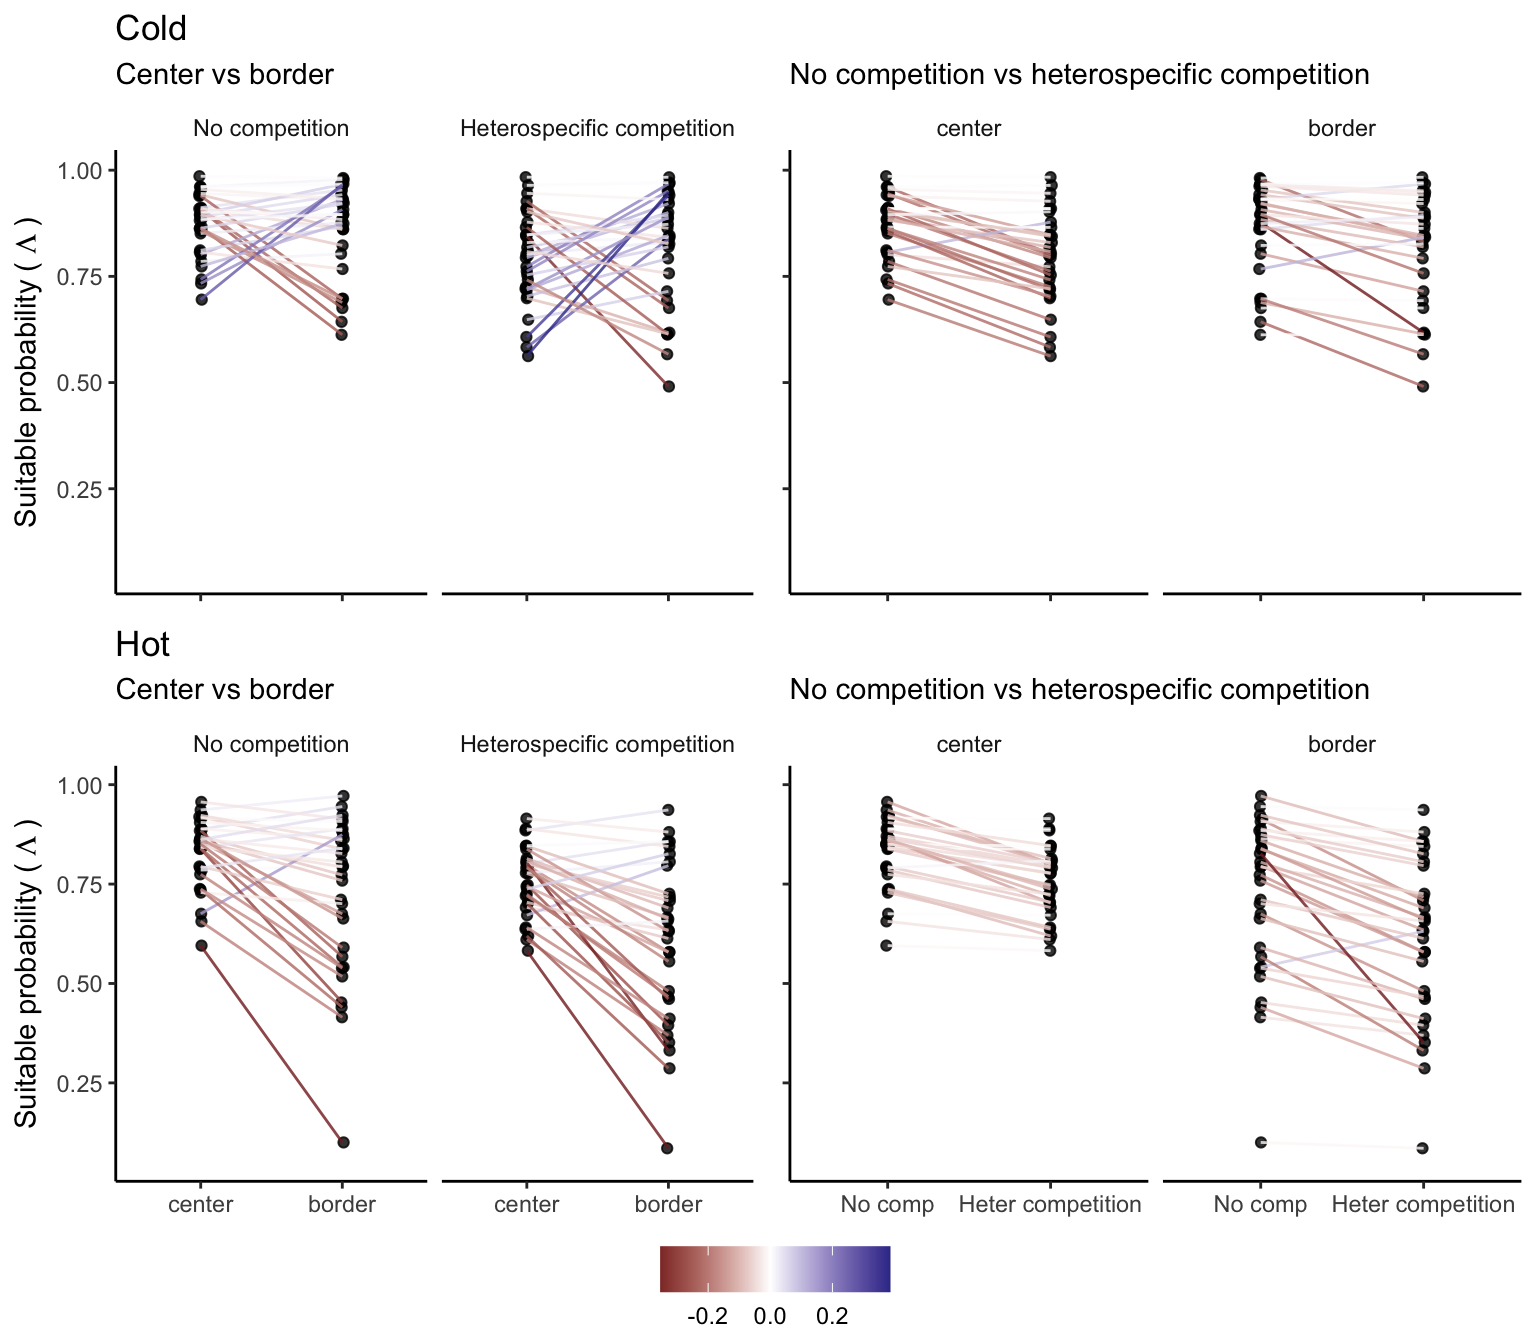 Cold
Center vs border
No competition vs heterospecific competition
No competition
Heterospecific competition
center
border
1.00
0.75
0.50
0.25
Suitable probability ( Λ )
Hot
Center vs border
No competition vs heterospecific competition
No competition
Heterospecific competition
center
border
1.00
0.75
0.50
0.25
Suitable probability ( Λ )
center border center border No comp Heter competition No comp Heter competition
-0.2 0.0 0.2